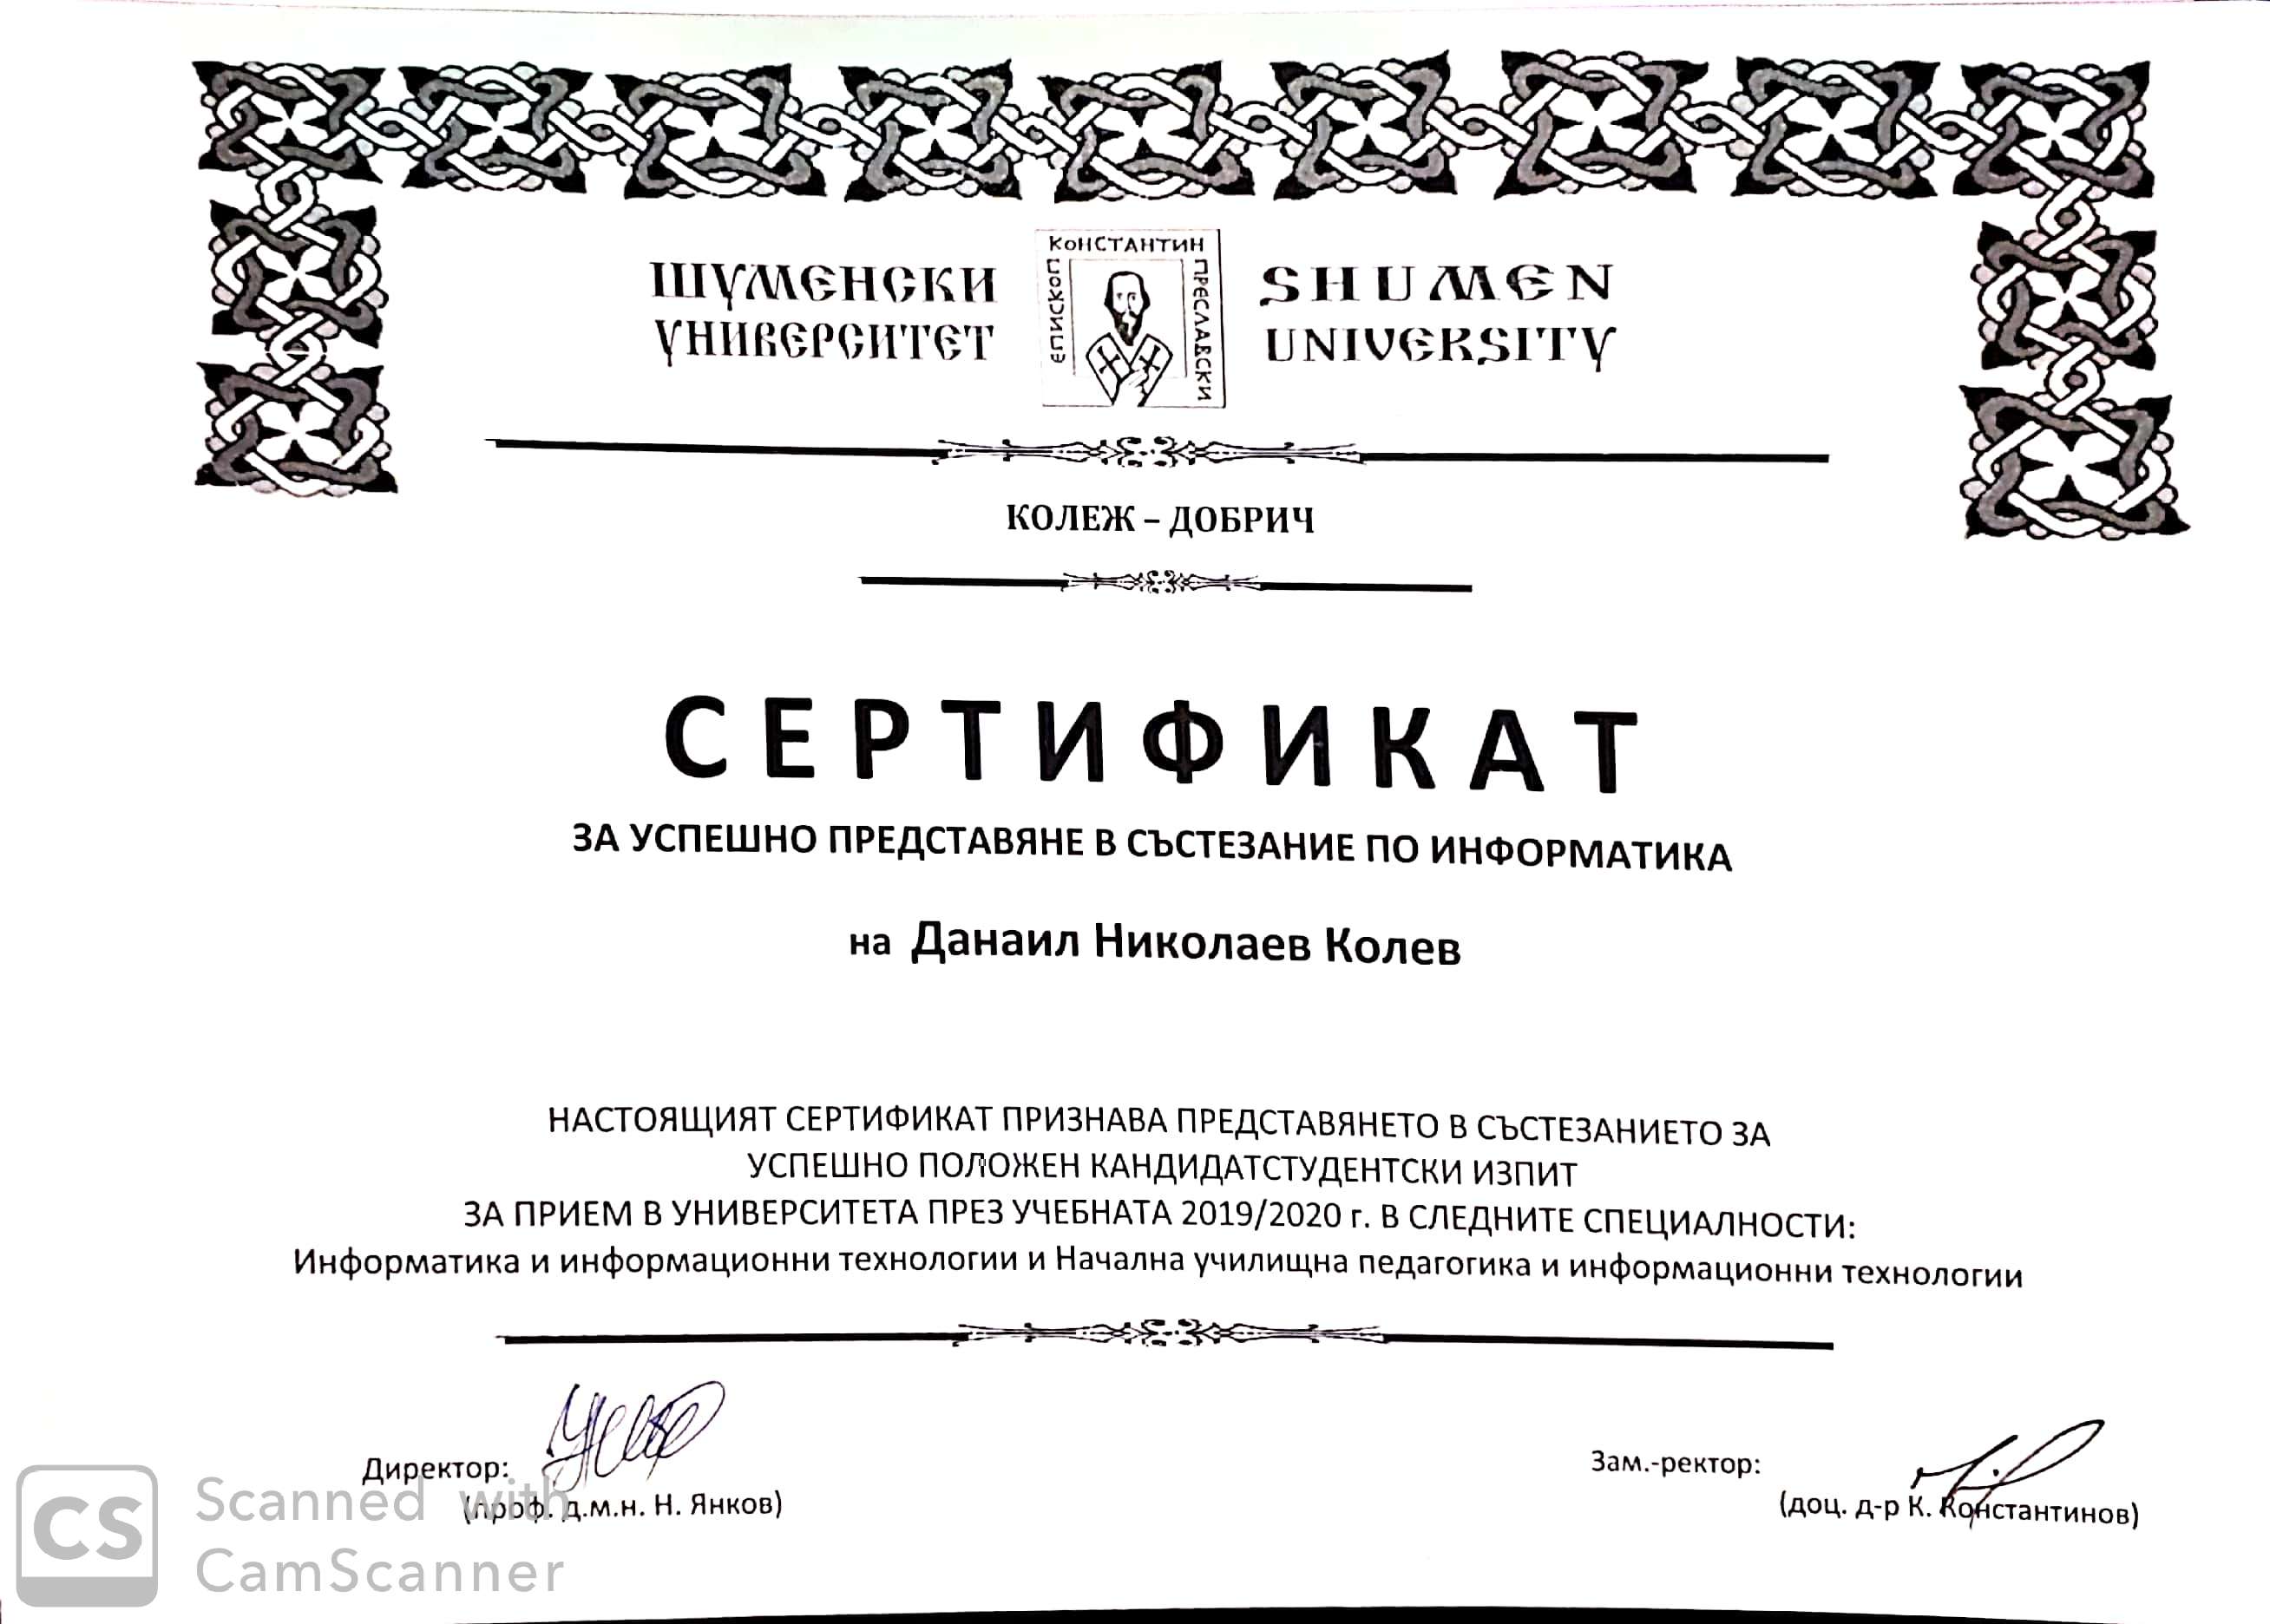 ШУМЕНСКИ
УНИВЕРСИТЕТ
ЕПИСКОП
КОНСТАНТИН
ПРЕСЛАВСКИ
SHUMEN
UNIVERSITY
КОЛЕЖ – ДОБРИЧ
СЕРТИФИКАТ
ЗА УСПЕШНО ПРЕДСТАВЯНЕ В СЪСТЕЗАНИЕ ПО ИНФОРМАТИКА
на Данаил Николаев Колев
НАСТОЯЩИЯТ СЕРТИФИКАТ ПРИЗНАВА ПРЕДСТАВЯНЕТО В СЪСТЕЗАНИЕТО ЗА
УСПЕШНО ПОЛОЖЕН КАНДИДАТСТУДЕНТСКИ ИЗПИТ
ЗА ПРИЕМ В УНИВЕРСИТЕТА ПРЕЗ УЧЕБНАТА 2019/2020 г. В СЛЕДНИТЕ СПЕЦИАЛНОСТИ:
Информатика и информационни технологии и Начална училищна педагогика и информационни технологии
Директор:
(проф. д.м.н. Н. Янков)
Зам.-ректор:
(доц. д-р К. Константинов)
CS
Scanned with
CamScanner